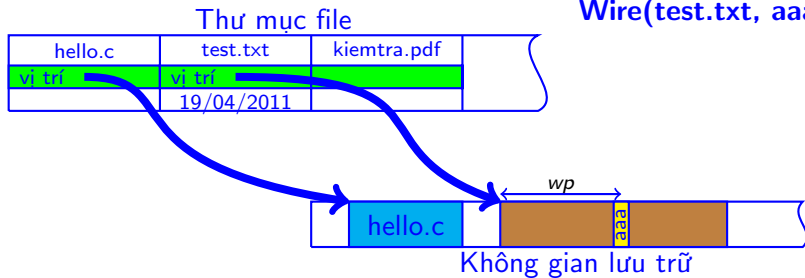 Wire(test.txt, aaa
Thư mục file
hello.c test.txt kiemtra.pdf
vị trí vị trí
19/04/2011
wp
hello.c aaa
Không gian lưu trữ